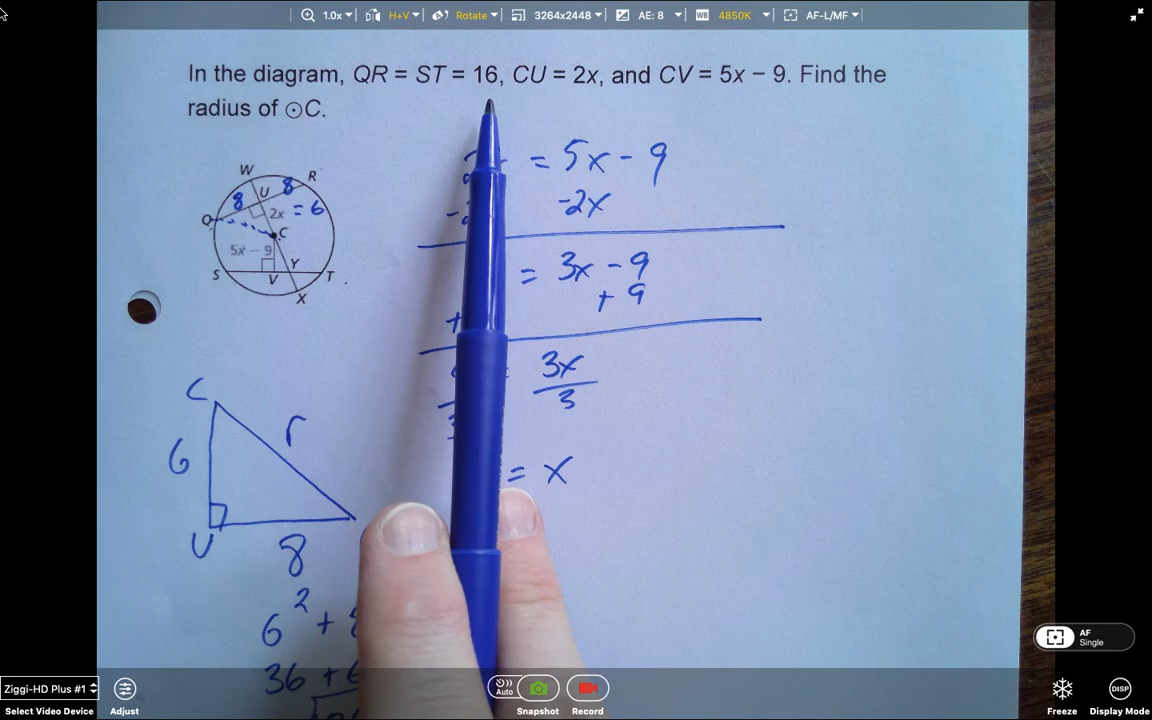 1.0x H+V Rotate 3264x2448 AE: 8 WB 4850K AF-L/MF
In the diagram, QR = ST = 16, CU = 2x, and CV = 5x − 9. Find the
radius of ⊙C.
= 5x - 9
-2x
= 3x - 9
+ 9
3x
3
= x
W
R
8
U
8
Q
2x = 6
C
5x − 9
S
V
Y
T
X
C
r
6
U
8
6² +
36 +
AF
Single
Ziggi-HD Plus #1
Auto
Select Video Device
Adjust
Snapshot
Record
DISP
Freeze
Display Mode